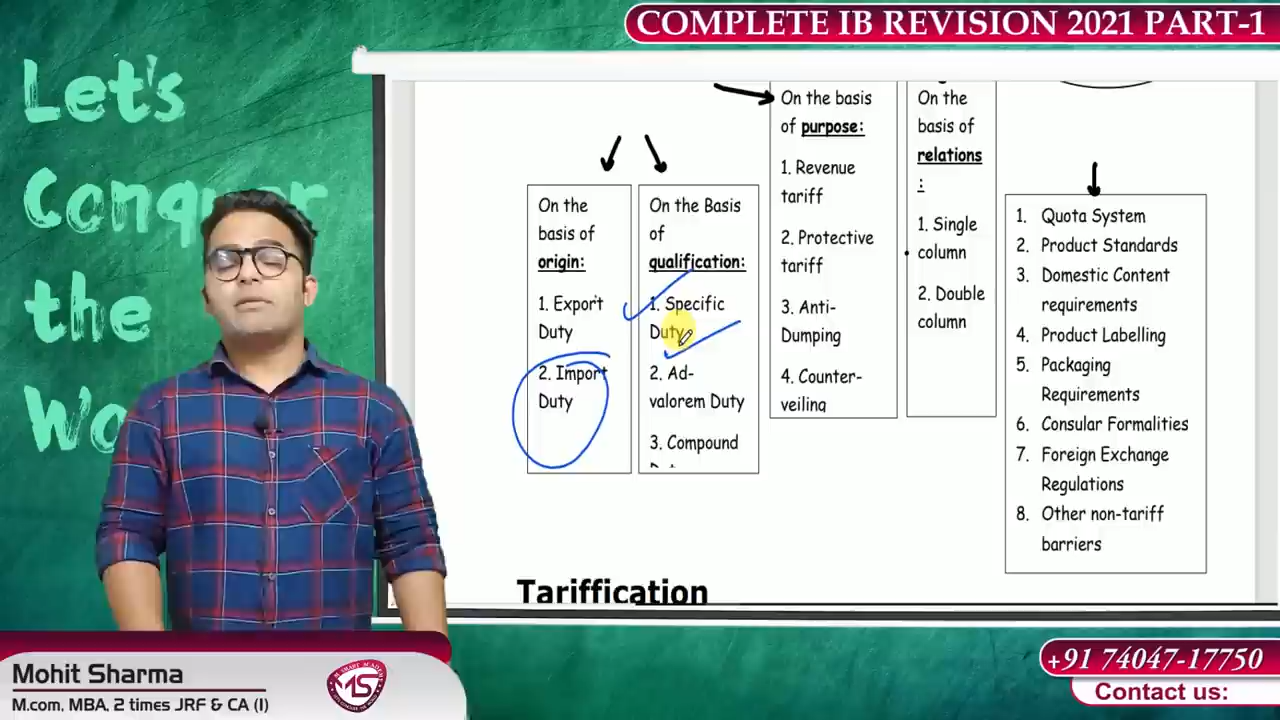 COMPLETE IB REVISION 2021 PART-1
Let's
Conquer
the
On the
basis of
origin:
1. Export
Duty
2. Import
Duty
On the Basis
of
qualification:
1. Specific
Duty
2. Ad-
valorem Duty
3. Compound
On the basis
of purpose:
1. Revenue
tariff
2. Protective
tariff
3. Anti-
Dumping
4. Counter-
veiling
On the
basis of
relations
:
1. Single
column
2. Double
column
1. Quota System
2. Product Standards
3. Domestic Content
requirements
4. Product Labelling
5. Packaging
Requirements
6. Consular Formalities
7. Foreign Exchange
Regulations
8. Other non-tariff
barriers
Tariffication
Mohit Sharma
M.com, MBA, 2 times JRF & CA (I)
MS
+91 74047-17750
Contact us: